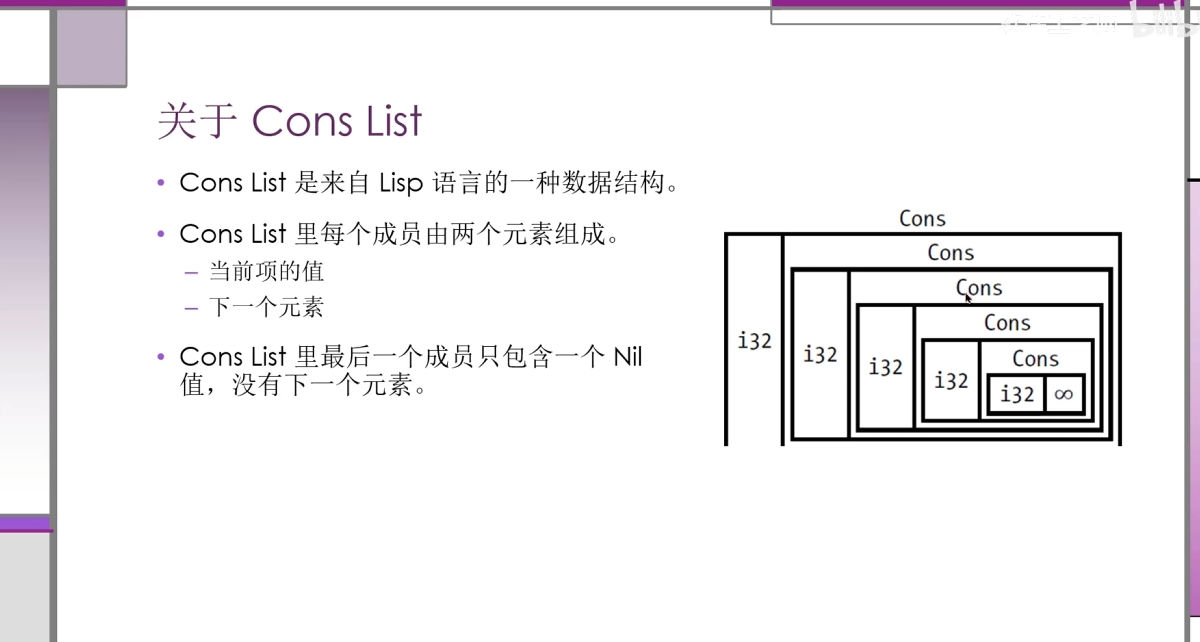 关于 Cons List
• Cons List 是来自 Lisp 语言的一种数据结构。
• Cons List 里每个成员由两个元素组成。
– 当前项的值
– 下一个元素
• Cons List 里最后一个成员只包含一个 Nil
值，没有下一个元素。
Cons
Cons
Cons
Cons
Cons
i32
i32
i32
i32
i32
∞